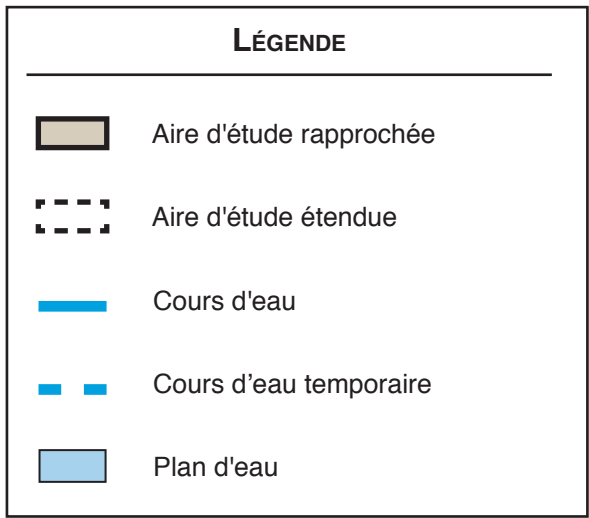 LÉGENDE
Aire d'étude rapprochée
Aire d'étude étendue
Cours d'eau
Cours d’eau temporaire
Plan d'eau